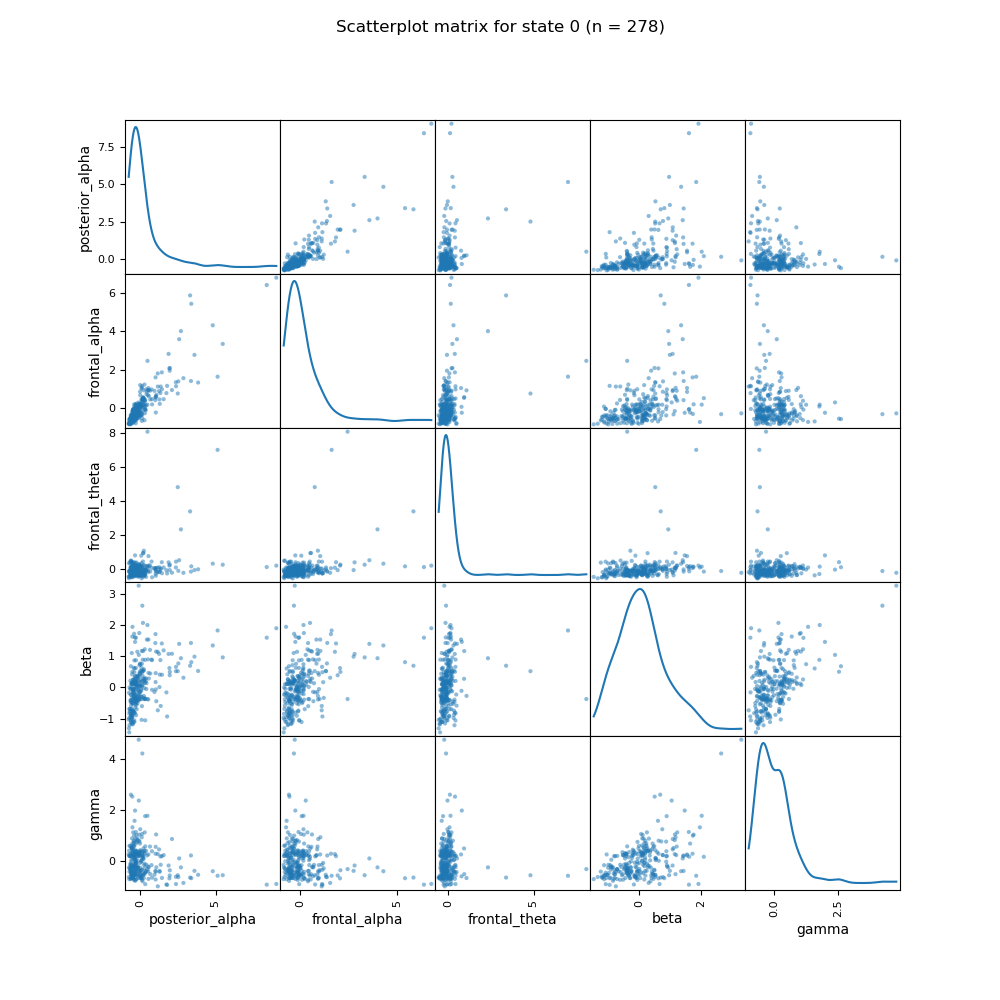 Scatterplot matrix for state 0 (n = 278)
posterior_alpha
7.5
5.0
2.5
0.0
frontal_alpha
6
4
2
0
frontal_theta
8
6
4
2
0
beta
3
2
1
0
−1
gamma
4
2
0
0
5
0
5
0
5
0
2
0.0
2.5
posterior_alpha
frontal_alpha
frontal_theta
beta
gamma